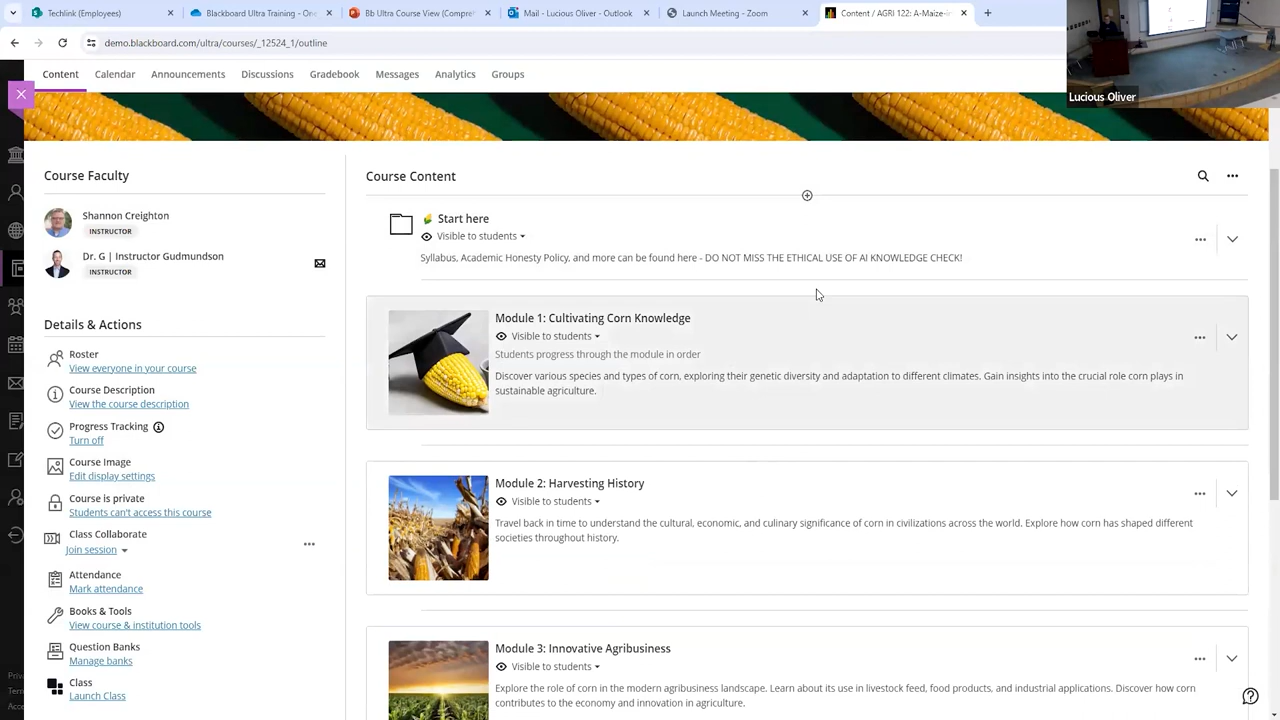 TechLink (Employees)
Blackboard Ultra Training - One
Bb Ultra Course View (Compre
Mail - Lucious Oliver - Outlook
Launch Meeting - Zoom
Content / AGRI 122: A-Maize-in
demo.blackboard.com/ultra/courses/_12524_1/outline
Lucious Oliver
Content
Calendar
Announcements
Discussions
Gradebook
Messages
Analytics
Groups
Course Faculty
Shannon Creighton
INSTRUCTOR
Dr. G | Instructor Gudmundson
INSTRUCTOR
Details & Actions
Roster
View everyone in your course
Course Description
View the course description
Progress Tracking
Turn off
Course Image
Edit display settings
Course is private
Students can't access this course
Class Collaborate
Join session
Attendance
Mark attendance
Books & Tools
View course & institution tools
Question Banks
Manage banks
Class
Launch Class
Course Content
Start here
Visible to students
Syllabus, Academic Honesty Policy, and more can be found here - DO NOT MISS THE ETHICAL USE OF AI KNOWLEDGE CHECK!
Module 1: Cultivating Corn Knowledge
Visible to students
Students progress through the module in order
Discover various species and types of corn, exploring their genetic diversity and adaptation to different climates. Gain insights into the crucial role corn plays in
sustainable agriculture.
Module 2: Harvesting History
Visible to students
Travel back in time to understand the cultural, economic, and culinary significance of corn in civilizations across the world. Explore how corn has shaped different
societies throughout history.
Module 3: Innovative Agribusiness
Visible to students
Explore the role of corn in the modern agribusiness landscape. Learn about its use in livestock feed, food products, and industrial applications. Discover how corn
contributes to the economy and innovation in agriculture.
Priva
Term
Acce